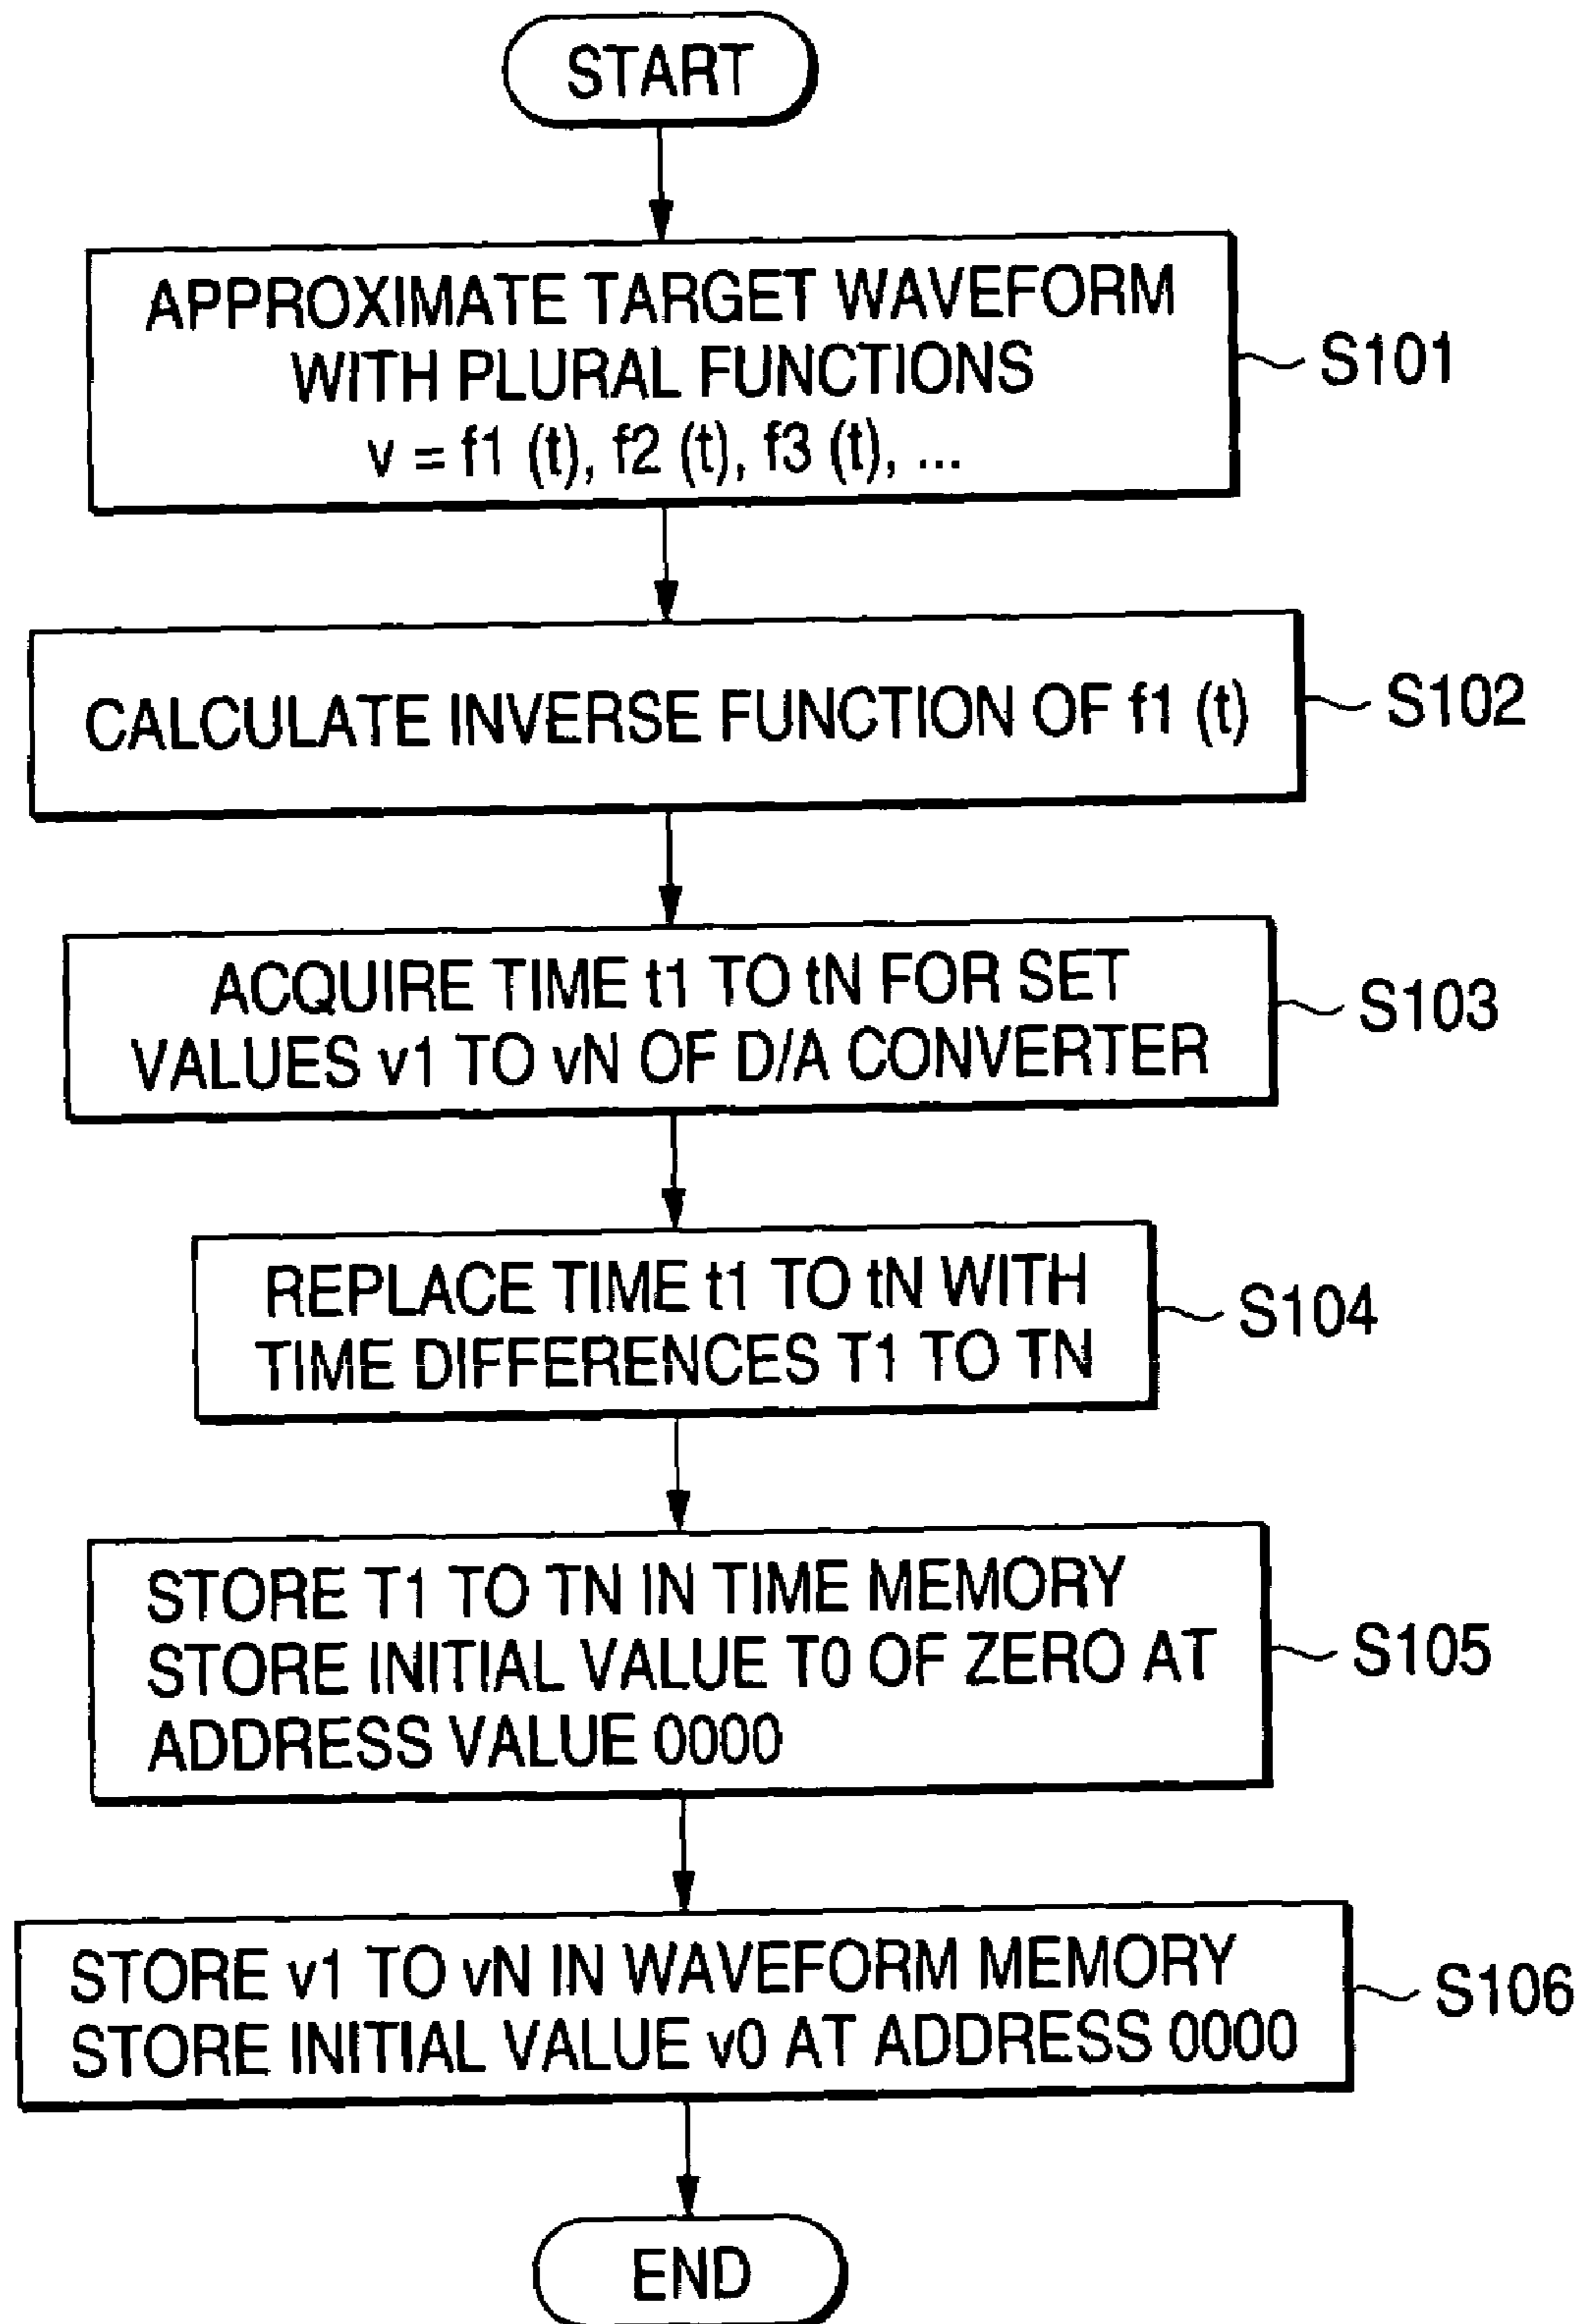 START
APPROXIMATE TARGET WAVEFORM
WITH PLURAL FUNCTIONS
v = f1 (t), f2 (t), f3 (t), ...
S101
CALCULATE INVERSE FUNCTION OF f1 (t)
S102
ACQUIRE TIME t1 TO tN FOR SET
VALUES v1 TO vN OF D/A CONVERTER
S103
REPLACE TIME t1 TO tN WITH
TIME DIFFERENCES T1 TO TN
S104
STORE T1 TO TN IN TIME MEMORY
STORE INITIAL VALUE T0 OF ZERO AT
ADDRESS VALUE 0000
S105
STORE v1 TO vN IN WAVEFORM MEMORY
STORE INITIAL VALUE v0 AT ADDRESS 0000
S106
END